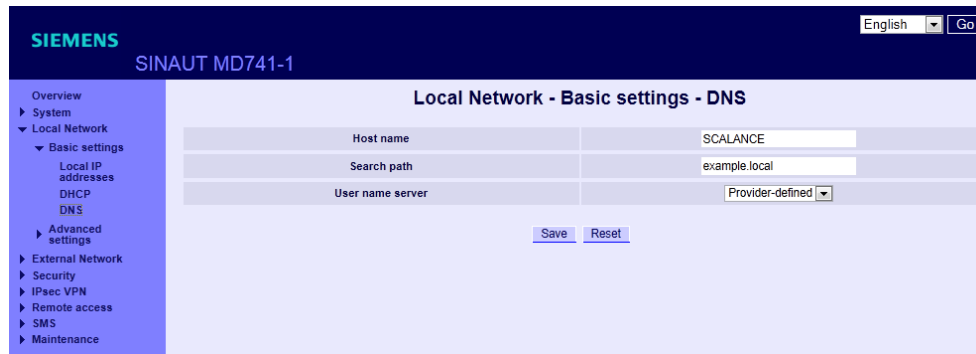 English
Go
SIEMENS
SINAUT MD741-1
Overview
System
Local Network
Basic settings
Local IP
addresses
DHCP
DNS
Advanced
settings
External Network
Security
IPsec VPN
Remote access
SMS
Maintenance
Local Network - Basic settings - DNS
Host name SCALANCE
Search path example.local
User name server Provider-defined
Save Reset